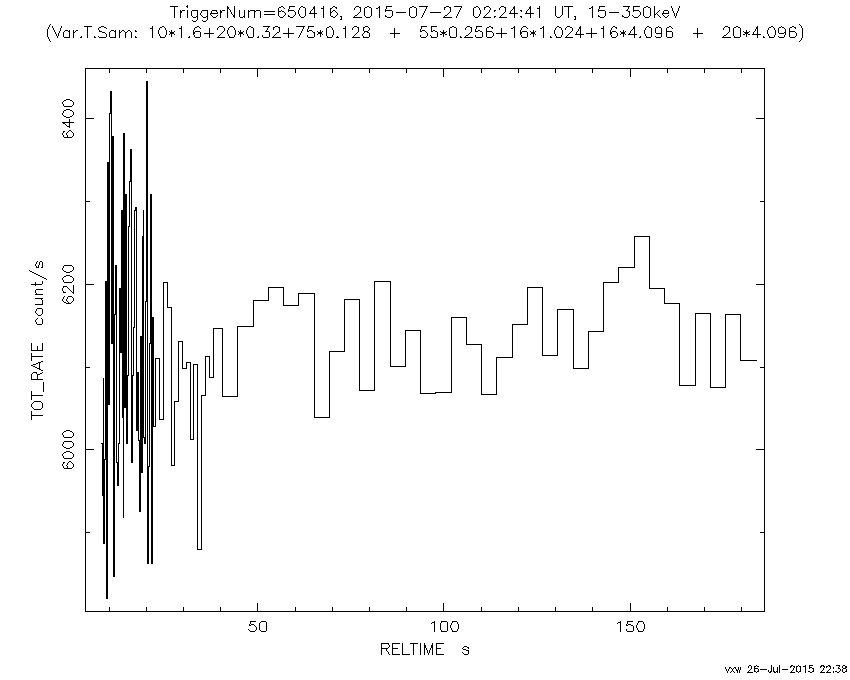 TriggerNum=650416, 2015-07-27 02:24:41 UT, 15-350keV
(Var.T.Sam: 10*1.6+20*0.32+75*0.128 + 55*0.256+16*1.024+16*4.096 + 20*4.096)
TOT_RATE count/s
6400
6200
6000
50 100 150
RELTIME s
vxw 26-Jul-2015 22:38